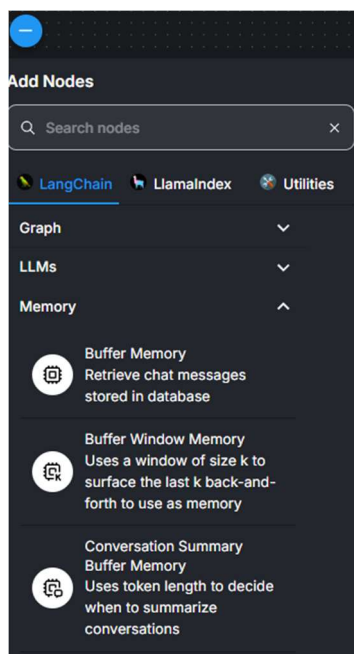 Add Nodes
Search nodes
LangChain LlamaIndex Utilities
Graph
LLMs
Memory
Buffer Memory
Retrieve chat messages
stored in database
Buffer Window Memory
Uses a window of size k to
surface the last k back-and-
forth to use as memory
Conversation Summary
Buffer Memory
Uses token length to decide
when to summarize
conversations